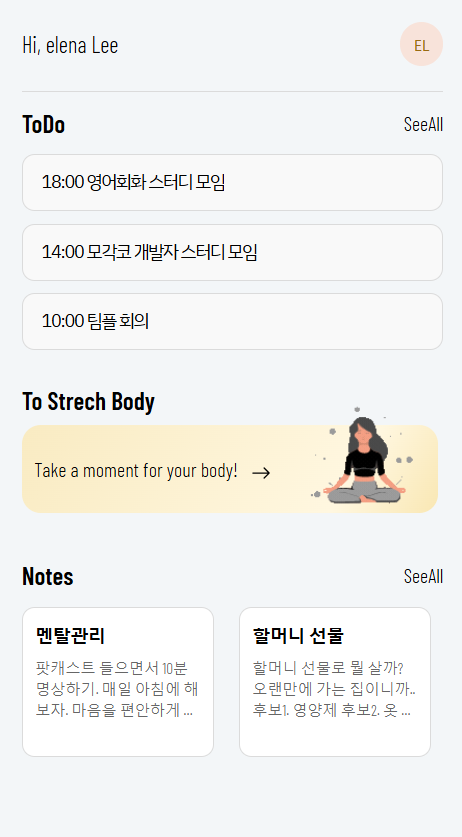 Hi, elena Lee
EL
ToDo
SeeAll
18:00 영어회화 스터디 모임
14:00 모각코 개발자 스터디 모임
10:00 팀플 회의
To Strech Body
Take a moment for your body! →
Notes
SeeAll
멘탈관리
팟캐스트 들으면서 10분
명상하기. 매일 아침에 해
보자. 마음을 편안하게 ...
할머니 선물
할머니 선물로 뭘 살까?
오랜만에 가는 집이니까..
후보1. 영양제 후보2. 옷 ...